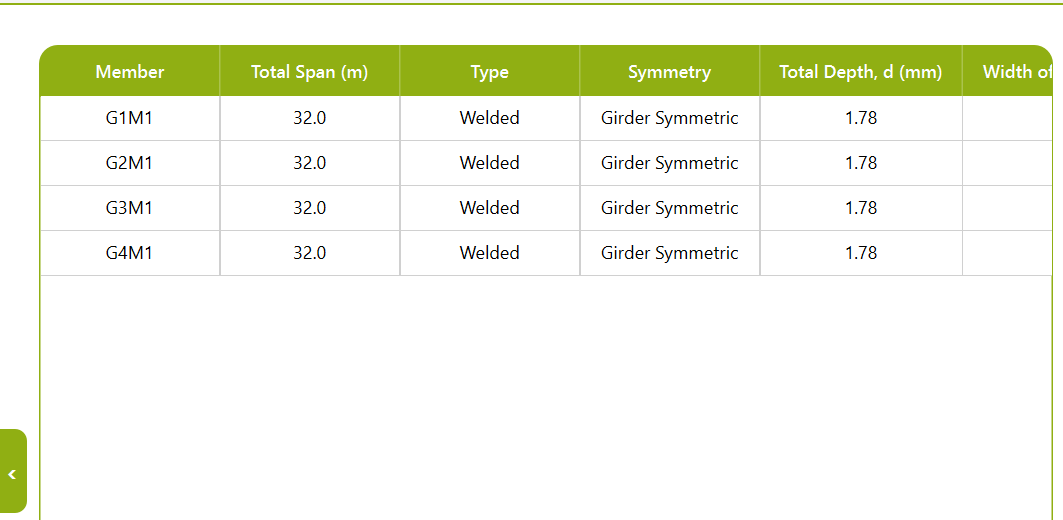 Member Total Span (m) Type Symmetry Total Depth, d (mm) Width of
G1M1 32.0 Welded Girder Symmetric 1.78
G2M1 32.0 Welded Girder Symmetric 1.78
G3M1 32.0 Welded Girder Symmetric 1.78
G4M1 32.0 Welded Girder Symmetric 1.78